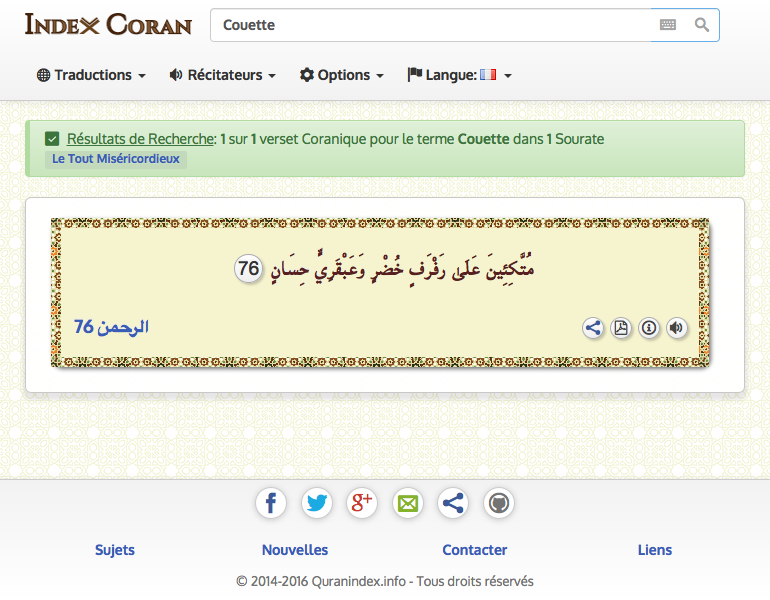 Index Coran
Couette
Traductions Récitateurs Options Langue:
Résultats de Recherche: 1 sur 1 verset Coranique pour le terme Couette dans 1 Sourate
Le Tout Miséricordieux
مُتَّكِئِينَ عَلَىٰ رَفْرَفٍ خُضْرٍ وَعَبْقَرِيٍّ حِسَانٍ 76
الرحمن 76
Sujets Nouvelles Contacter Liens
© 2014-2016 Quranindex.info - Tous droits réservés